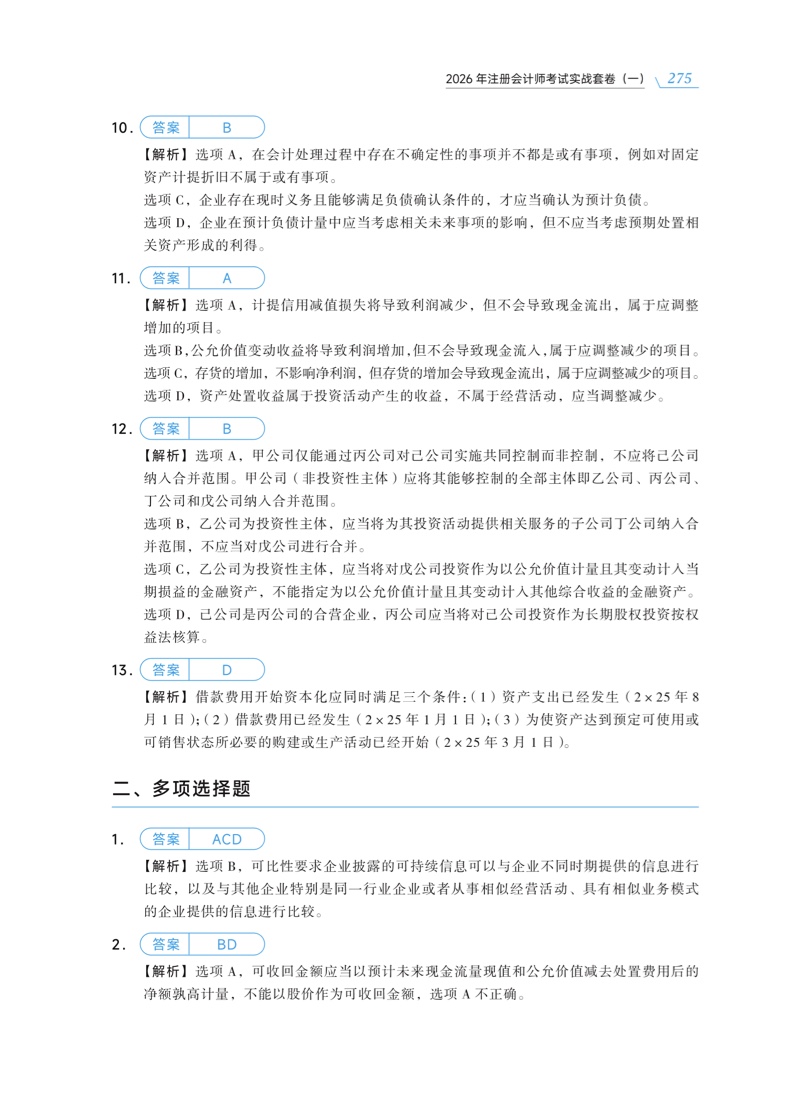 2026 年注册会计师考试实战套卷（一） 275
10. 答案 B
【解析】选项 A，在会计处理过程中存在不确定性的事项并不都是或有事项，例如对固定
资产计提折旧不属于或有事项。
选项 C，企业存在现时义务且能够满足负债确认条件的，才应当确认为预计负债。
选项 D，企业在预计负债计量中应当考虑相关未来事项的影响，但不应当考虑预期处置相
关资产形成的利得。
11. 答案 A
【解析】选项 A，计提信用减值损失将导致利润减少，但不会导致现金流出，属于应调整
增加的项目。
选项 B，公允价值变动收益将导致利润增加，但不会导致现金流入，属于应调整减少的项目。
选项 C，存货的增加，不影响净利润，但存货的增加会导致现金流出，属于应调整减少的项目。
选项 D，资产处置收益属于投资活动产生的收益，不属于经营活动，应当调整减少。
12. 答案 B
【解析】选项 A，甲公司仅能通过丙公司对己公司实施共同控制而非控制，不应将己公司
纳入合并范围。甲公司（非投资性主体）应将其能够控制的全部主体即乙公司、丙公司、
丁公司和戊公司纳入合并范围。
选项 B，乙公司为投资性主体，应当将为其投资活动提供相关服务的子公司丁公司纳入合
并范围，不应当对戊公司进行合并。
选项 C，乙公司为投资性主体，应当将对戊公司投资作为以公允价值计量且其变动计入当
期损益的金融资产，不能指定为以公允价值计量且其变动计入其他综合收益的金融资产。
选项 D，己公司是丙公司的合营企业，丙公司应当将对己公司投资作为长期股权投资按权
益法核算。
13. 答案 D
【解析】借款费用开始资本化应同时满足三个条件：（1）资产支出已经发生（2×25 年 8
月 1 日）；（2）借款费用已经发生（2×25 年 1 月 1 日）；（3）为使资产达到预定可使用或
可销售状态所必要的购建或生产活动已经开始（2×25 年 3 月 1 日）。
二、多项选择题
1. 答案 ACD
【解析】选项 B，可比性要求企业披露的可持续信息可以与企业不同时期提供的信息进行
比较，以及与其他企业特别是同一行业企业或者从事相似经营活动、具有相似业务模式
的企业提供的信息进行比较。
2. 答案 BD
【解析】选项 A，可收回金额应当以预计未来现金流量现值和公允价值减去处置费用后的
净额孰高计量，不能以股价作为可收回金额，选项 A 不正确。